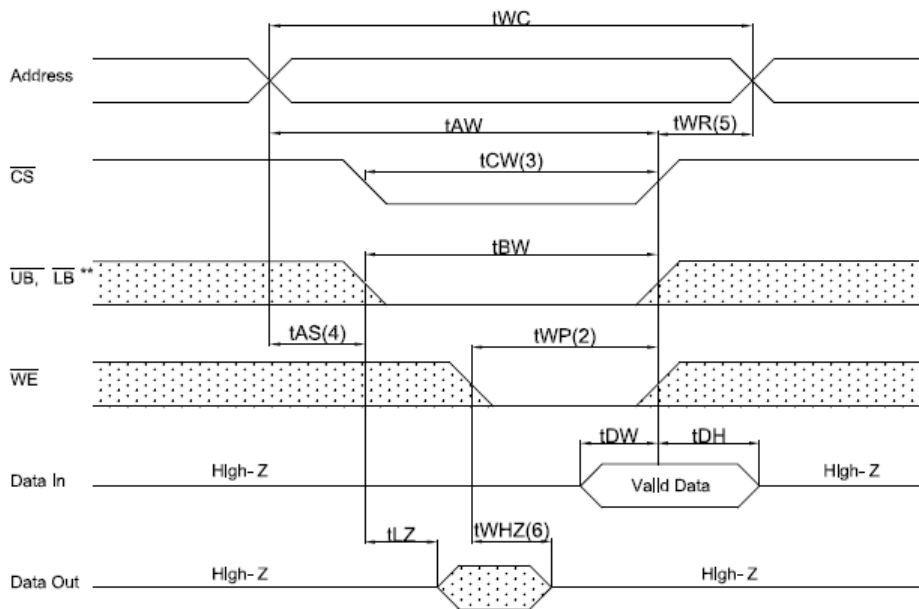 tWC
Address
tAW tWR(5)
CS tCW(3)
UB, LB ** tBW
tAS(4) tWP(2)
WE
tDW tDH
Data In High-Z Valid Data High-Z
tLZ tWHZ(6)
Data Out High-Z High-Z